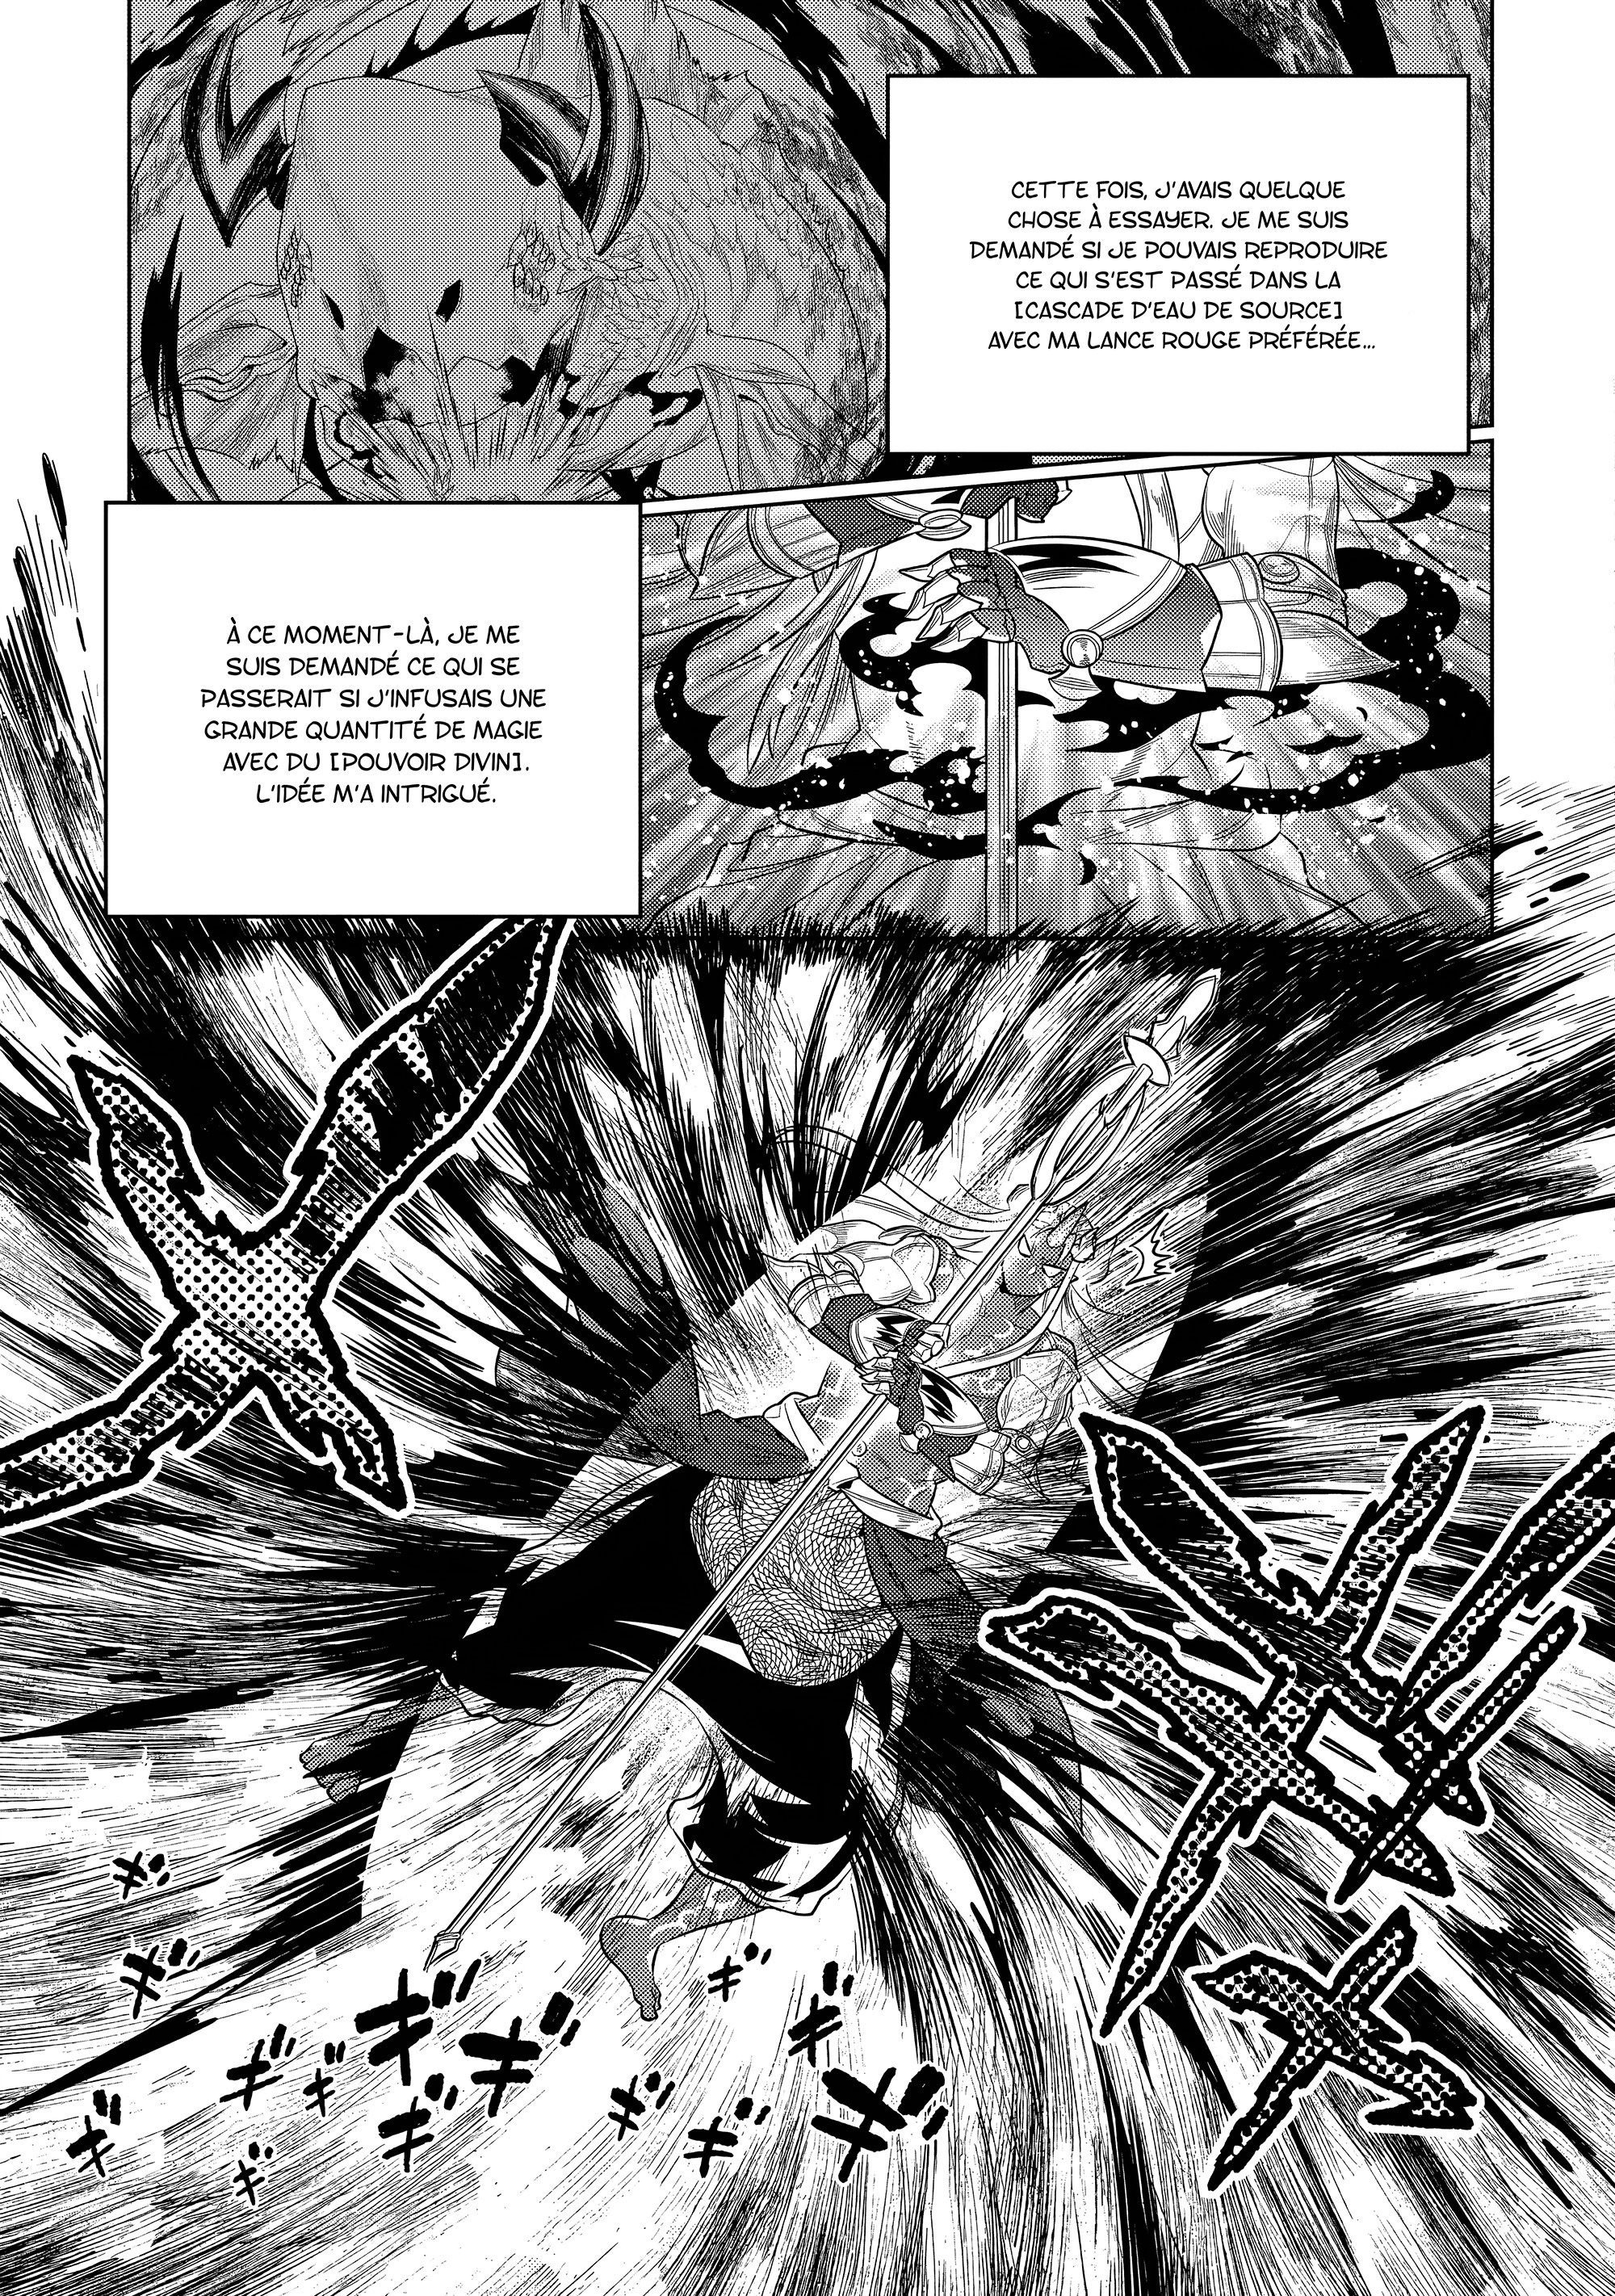 CETTE FOIS, J'AVAIS QUELQUE
CHOSE À ESSAYER. JE ME SUIS
DEMANDÉ SI JE POUVAIS REPRODUIRE
CE QUI S'EST PASSÉ DANS LA
[CASCADE D'EAU DE SOURCE]
AVEC MA LANCE ROUGE PRÉFÉRÉE...
À CE MOMENT-LÀ, JE ME
SUIS DEMANDÉ CE QUI SE
PASSERAIT SI J'INFUSAIS UNE
GRANDE QUANTITÉ DE MAGIE
AVEC DU [POUVOIR DIVIN].
L'IDÉE M'A INTRIGUÉ.
ギ
ギ
ギ
ギ
ギ
ギ
ギ
ギ
ギ
ギ
ギ
ギ
ギ
ギ